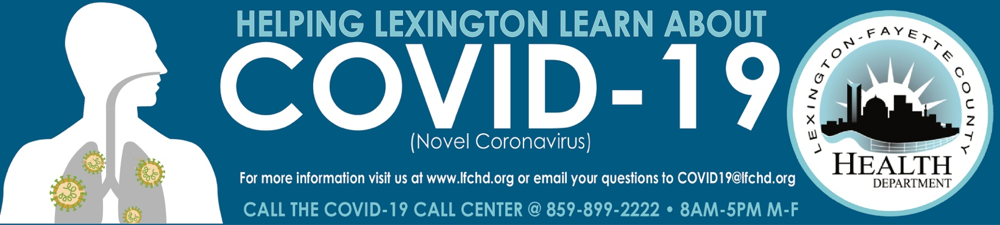 HELPING LEXINGTON LEARN ABOUT
COVID-19
(Novel Coronavirus)
For more information visit us at www.lfchd.org or email your questions to COVID19@lfchd.org
CALL THE COVID-19 CALL CENTER @ 859-899-2222 • 8AM-5PM M-F
LEXINGTON-FAYETTE COUNTY
HEALTH
DEPARTMENT